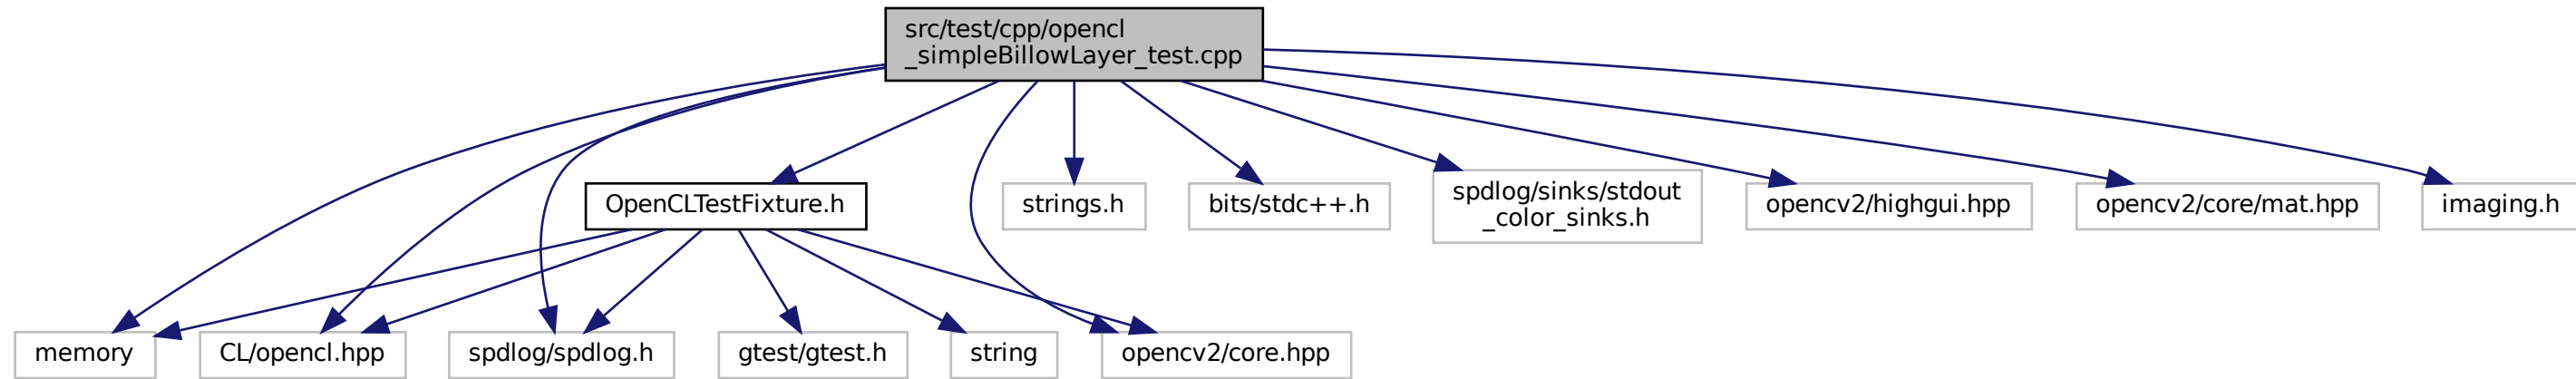 src/test/cpp/opencl
_simpleBillowLayer_test.cpp
OpenCLTestFixture.h
strings.h
bits/stdc++.h
spdlog/sinks/stdout
_color_sinks.h
opencv2/highgui.hpp
opencv2/core/mat.hpp
imaging.h
memory
CL/opencl.hpp
spdlog/spdlog.h
gtest/gtest.h
string
opencv2/core.hpp